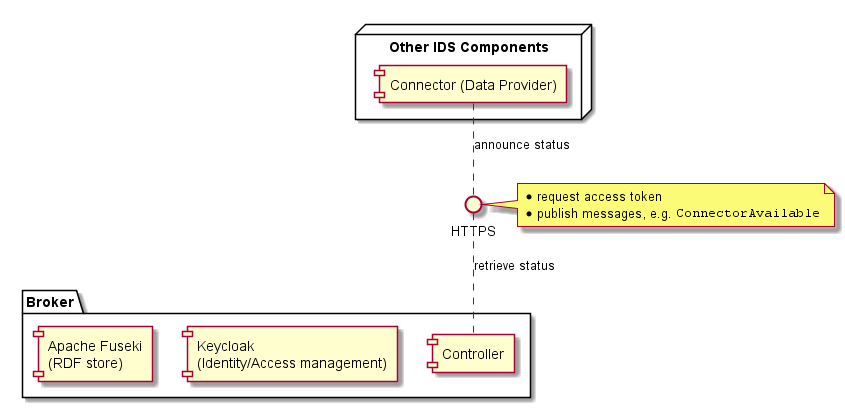 Other IDS Components
Connector (Data Provider)
announce status
• request access token
• publish messages, e.g. ConnectorAvailable
HTTPS
retrieve status
Broker
Apache Fuseki
(RDF store)
Keycloak
(Identity/Access management)
Controller